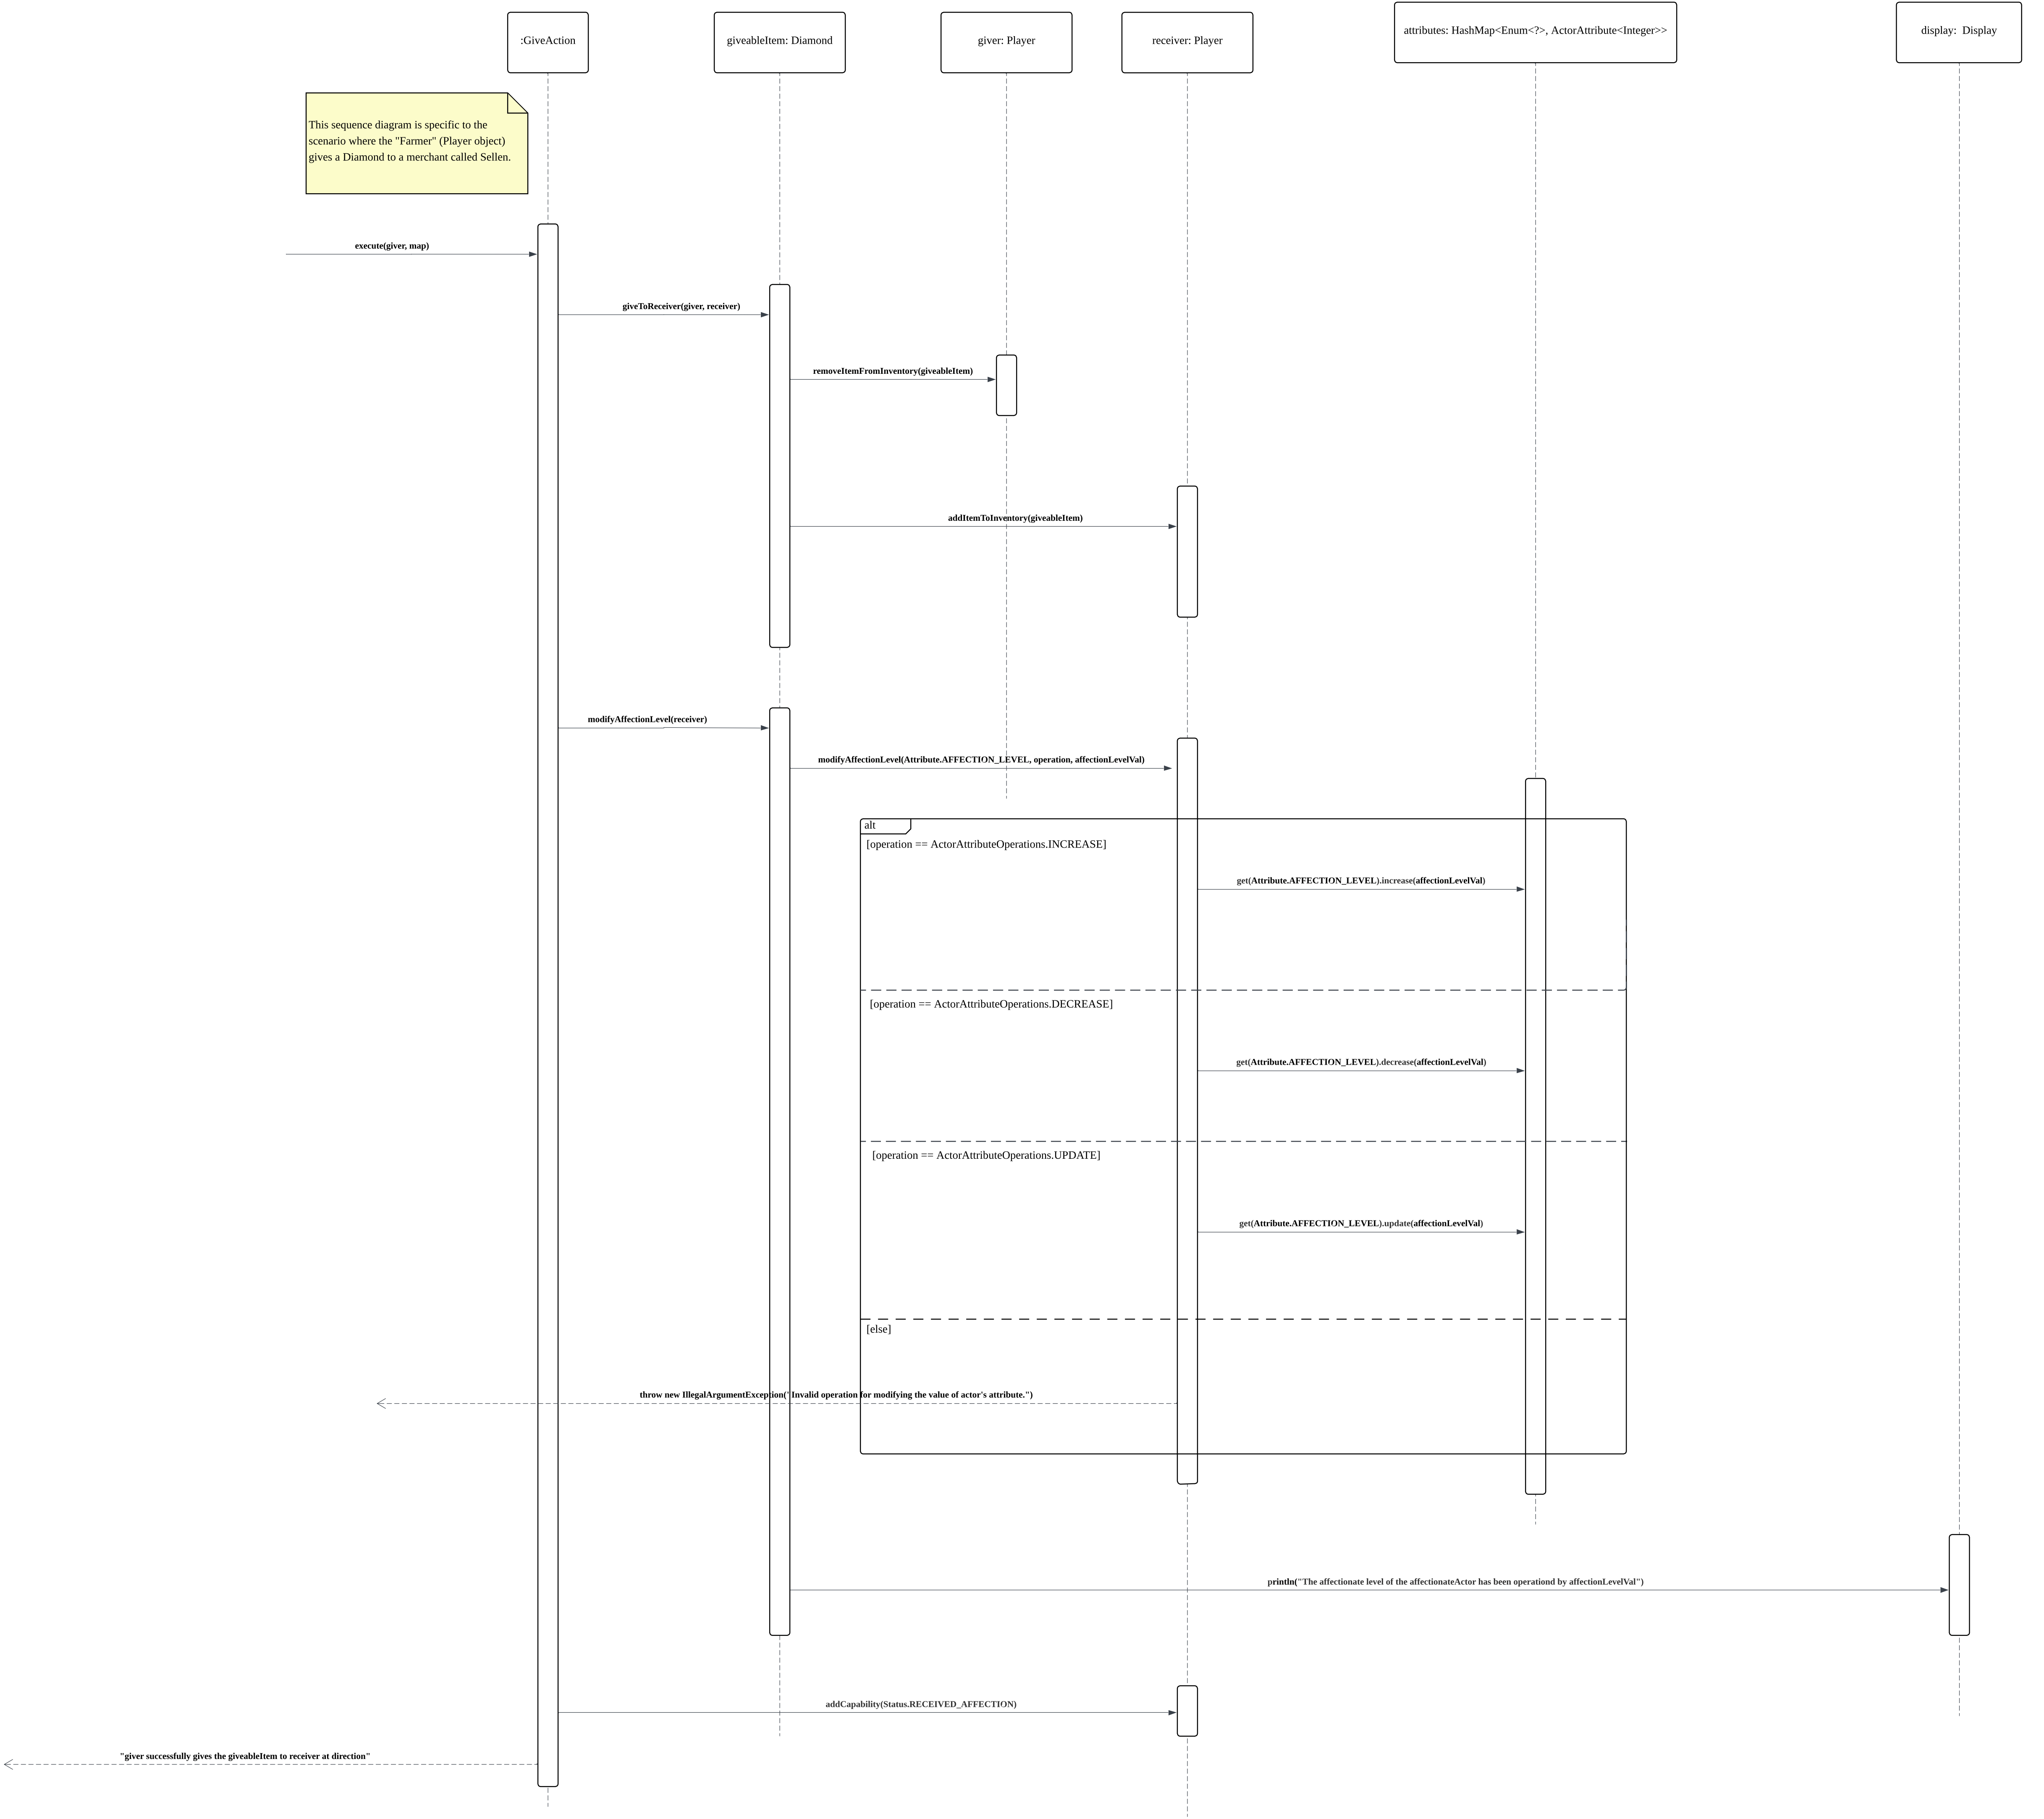 :GiveAction
giveableItem: Diamond
giver: Player
receiver: Player
attributes: HashMap<Enum<?>, ActorAttribute<Integer>>
display:  Display
This sequence diagram is specific to the
scenario where the "Farmer" (Player object)
gives a Diamond to a merchant called Sellen.
execute(giver, map)
giveToReceiver(giver, receiver)
removeItemFromInventory(giveableItem)
addItemToInventory(giveableItem)
modifyAffectionLevel(receiver)
modifyAffectionLevel(Attribute.AFFECTION_LEVEL, operation, affectionLevelVal)
alt
[operation == ActorAttributeOperations.INCREASE]
get(Attribute.AFFECTION_LEVEL).increase(affectionLevelVal)
[operation == ActorAttributeOperations.DECREASE]
get(Attribute.AFFECTION_LEVEL).decrease(affectionLevelVal)
[operation == ActorAttributeOperations.UPDATE]
get(Attribute.AFFECTION_LEVEL).update(affectionLevelVal)
[else]
throw new IllegalArgumentException("Invalid operation for modifying the value of actor's attribute.")
println("The affectionate level of the affectionateActor has been operationd by affectionLevelVal")
addCapability(Status.RECEIVED_AFFECTION)
"giver successfully gives the giveableItem to receiver at direction"